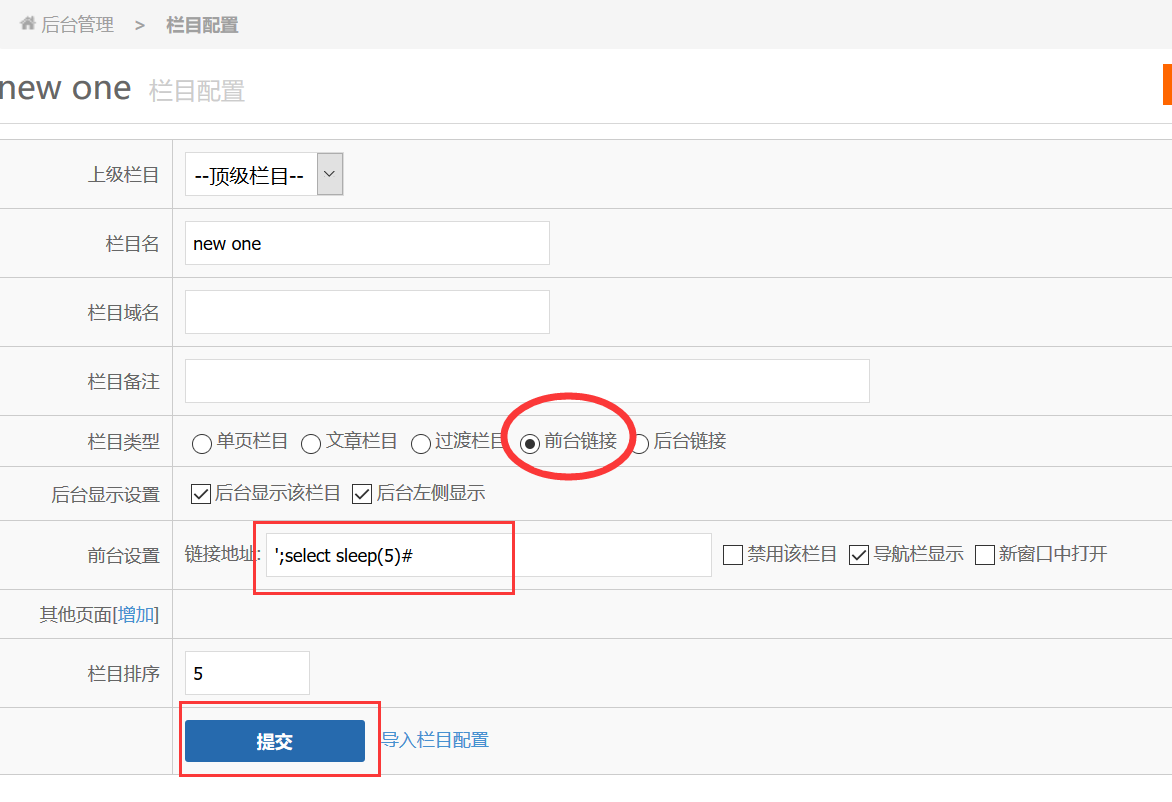 后台管理 > 栏目配置
new one 栏目配置
上级栏目 --顶级栏目--
栏目名 new one
栏目域名
栏目备注
栏目类型 单页栏目 文章栏目 过渡栏目 前台链接 后台链接
后台显示设置 后台显示该栏目 后台左侧显示
前台设置 链接地址: ';select sleep(5)# 禁用该栏目 导航栏显示 新窗口中打开
其他页面[增加]
栏目排序 5
提交 导入栏目配置